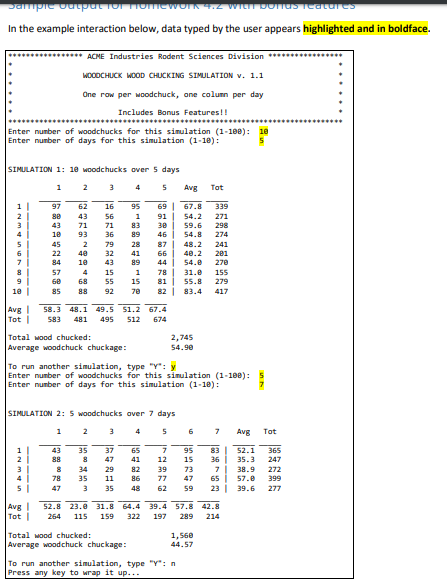 Sample output for Homework 4.2 with bonus features
In the example interaction below, data typed by the user appears highlighted and in boldface.
***************** ACME Industries Rodent Sciences Division *****************
* *
* WOODCHUCK WOOD CHUCKING SIMULATION v. 1.1 *
* *
* One row per woodchuck, one column per day *
* *
* Includes Bonus Features!! *
****************************************************************************
Enter number of woodchucks for this simulation (1-100): 10
Enter number of days for this simulation (1-10): 5
SIMULATION 1: 10 woodchucks over 5 days
1 2 3 4 5 Avg Tot
1 | 97 62 16 95 69 | 67.8 339
2 | 80 43 56 1 91 | 54.2 271
3 | 43 71 71 83 30 | 59.6 298
4 | 10 93 36 89 46 | 54.8 274
5 | 45 2 79 28 87 | 48.2 241
6 | 22 40 32 41 66 | 40.2 201
7 | 84 10 43 89 44 | 54.0 270
8 | 57 4 15 1 78 | 31.0 155
9 | 60 68 55 15 81 | 55.8 279
10 | 85 88 92 70 82 | 83.4 417
Avg | 58.3 48.1 49.5 51.2 67.4
Tot | 583 481 495 512 674
Total wood chucked: 2,745
Average woodchuck chuckage: 54.90
To run another simulation, type "Y": y
Enter number of woodchucks for this simulation (1-100): 5
Enter number of days for this simulation (1-10): 7
SIMULATION 2: 5 woodchucks over 7 days
1 2 3 4 5 6 7 Avg Tot
1 | 43 35 37 65 7 95 83 | 52.1 365
2 | 88 8 47 41 12 15 36 | 35.3 247
3 | 8 34 29 82 39 73 7 | 38.9 272
4 | 78 35 11 86 77 47 65 | 57.0 399
5 | 47 3 35 48 62 59 23 | 39.6 277
Avg | 52.8 23.0 31.8 64.4 39.4 57.8 42.8
Tot | 264 115 159 322 197 289 214
Total wood chucked: 1,560
Average woodchuck chuckage: 44.57
To run another simulation, type "Y": n
Press any key to wrap it up...